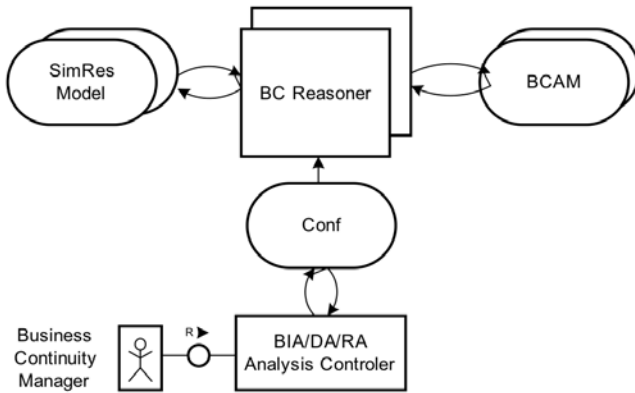 SimRes
Model
BC Reasoner
BCAM
Conf
Business
Continuity
Manager
R
BIA/DA/RA
Analysis Controler